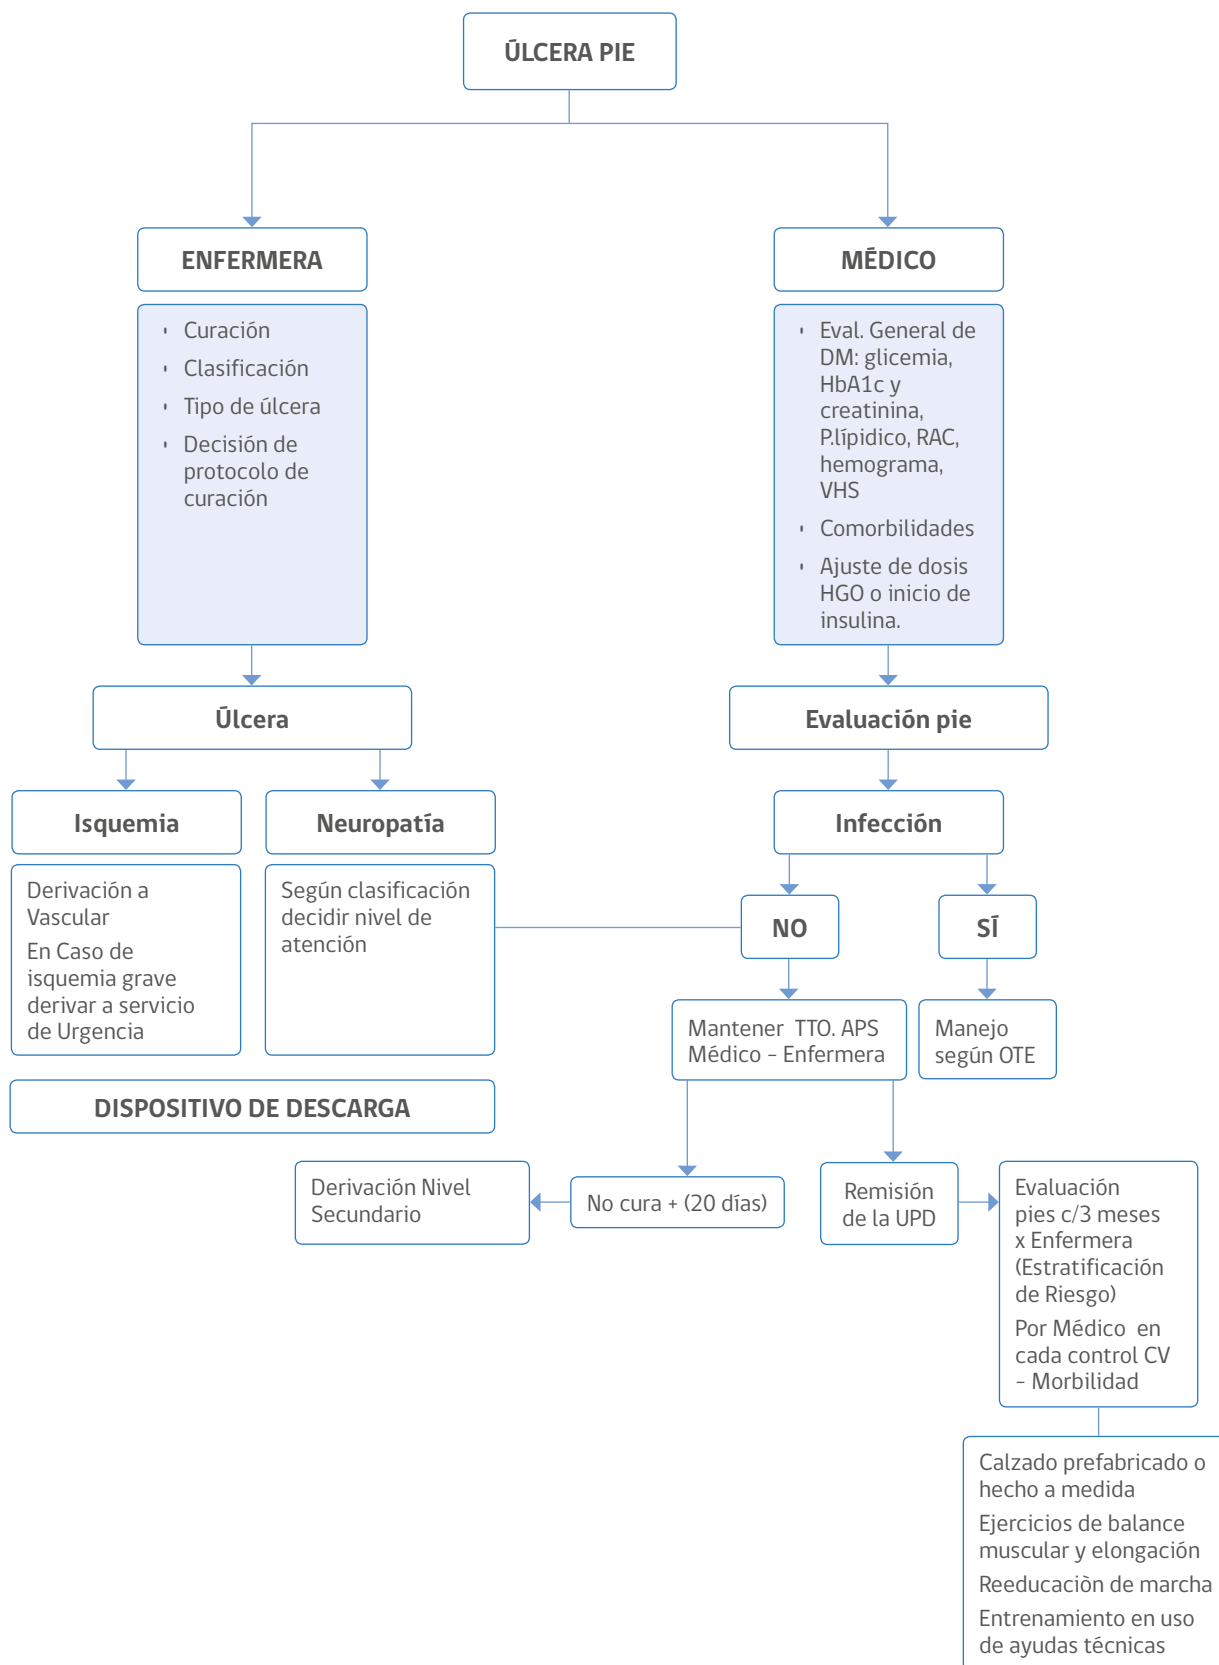 ÚLCERA PIE
ENFERMERA
Curación
Clasificación
Tipo de úlcera
Decisión de
protocolo de
curación
MÉDICO
Eval. General de
DM: glicemia,
HbA1c y
creatinina,
P.lípidico, RAC,
hemograma,
VHS
Comorbilidades
Ajuste de dosis
HGO o inicio de
insulina.
Úlcera
Evaluación pie
Isquemia
Derivación a
Vascular
En Caso de
isquemia grave
derivar a servicio
de Urgencia
Neuropatía
Según clasificación
decidir nivel de
atención
DISPOSITIVO DE DESCARGA
Infección
NO
SÍ
Mantener TTO. APS
Médico - Enfermera
Manejo
según OTE
Derivación Nivel
Secundario
No cura + (20 días)
Remisión
de la UPD
Evaluación
pies c/3 meses
x Enfermera
(Estratificación
de Riesgo)
Por Médico en
cada control CV
- Morbilidad
Calzado prefabricado o
hecho a medida
Ejercicios de balance
muscular y elongación
Reeducaciòn de marcha
Entrenamiento en uso
de ayudas técnicas